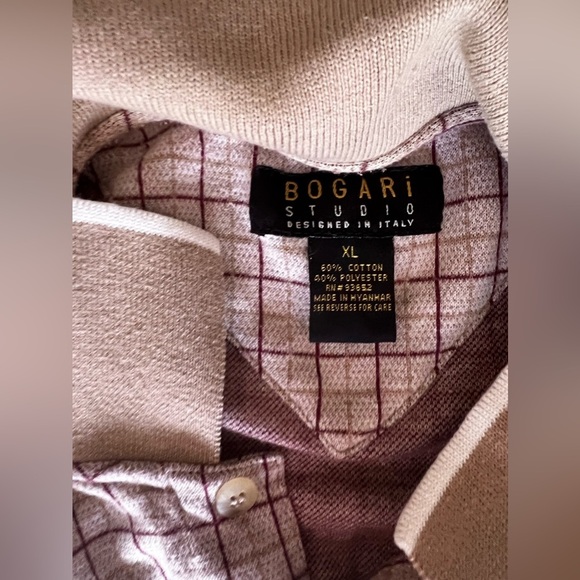 BOGARi
STUDIO
DESIGNED IN ITALY
XL
60% COTTON
40% POLYESTER
RN# 93652
MADE IN MYANMAR
SEE REVERSE FOR CARE